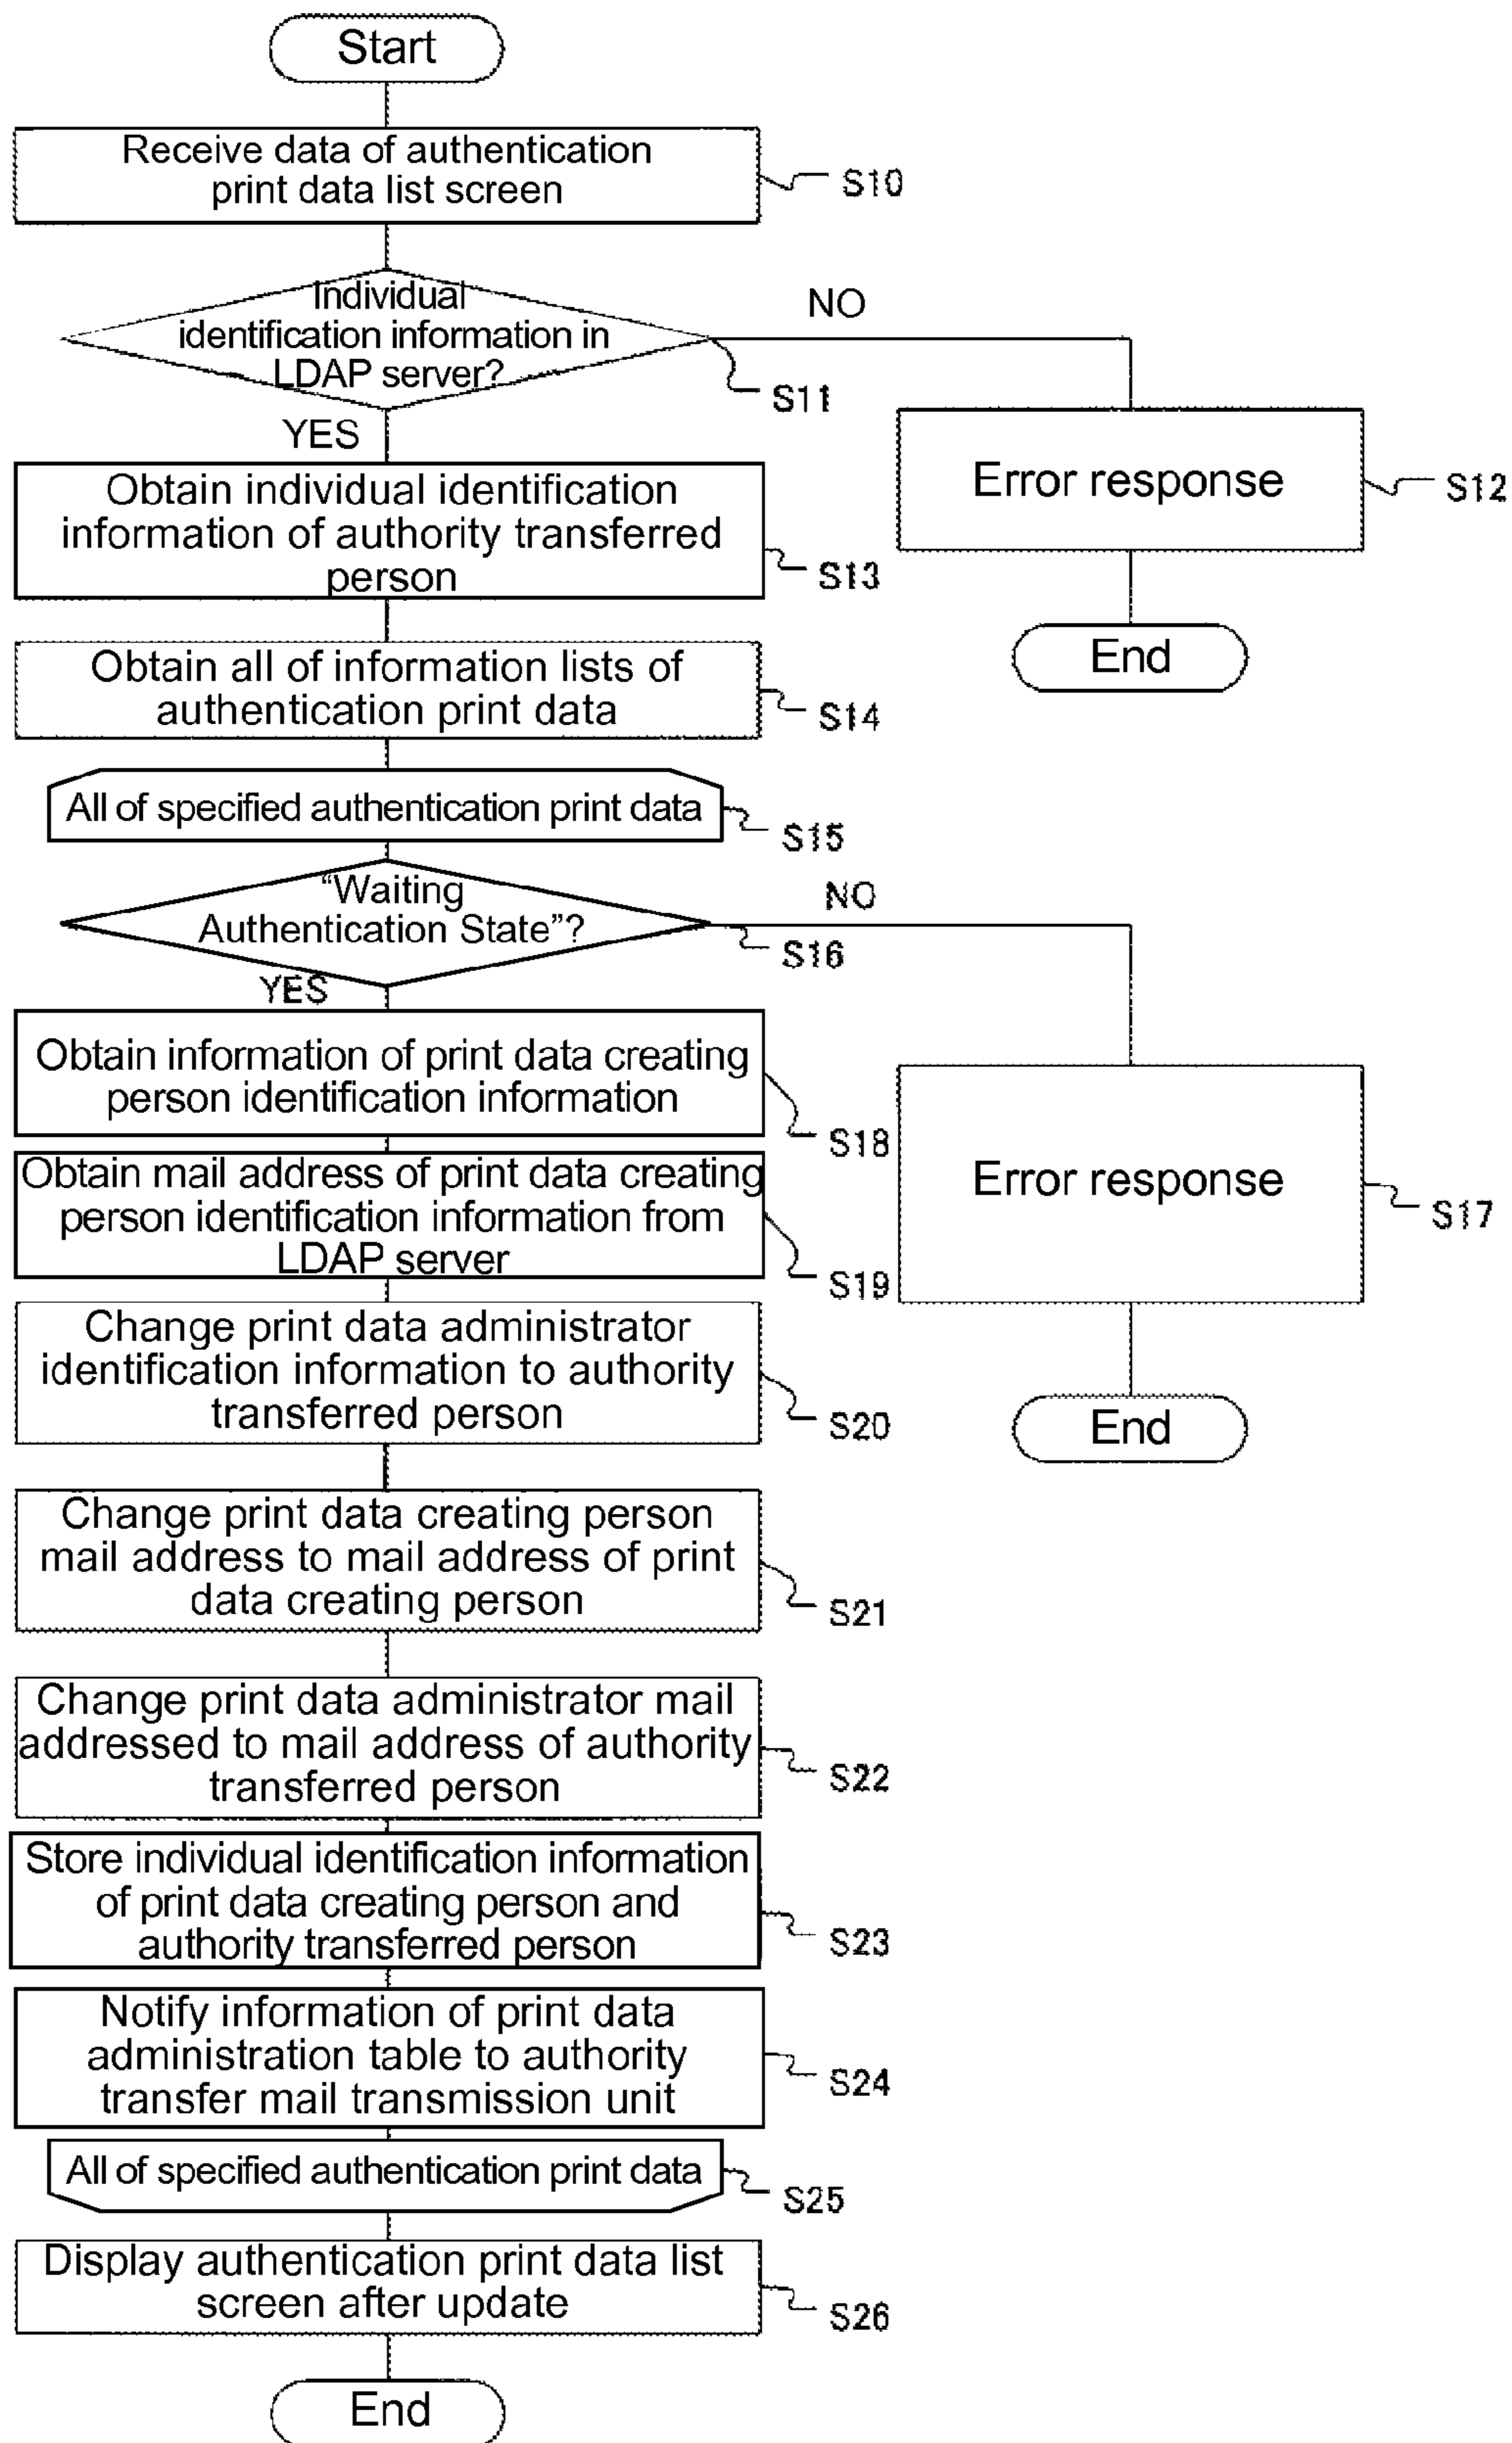 Start
Receive data of authentication
print data list screen
S10
Individual
identification information in
LDAP server?
NO
S11
YES
Error response
S12
End
Obtain individual identification
information of authority transferred
person
S13
Obtain all of information lists of
authentication print data
S14
All of specified authentication print data
S15
“Waiting
Authentication State”?
NO
S16
YES
Error response
S17
End
Obtain information of print data creating
person identification information
S18
Obtain mail address of print data creating
person identification information from
LDAP server
S19
Change print data administrator
identification information to authority
transferred person
S20
Change print data creating person
mail address to mail address of print
data creating person
S21
Change print data administrator mail
addressed to mail address of authority
transferred person
S22
Store individual identification information
of print data creating person and
authority transferred person
S23
Notify information of print data
administration table to authority
transfer mail transmission unit
S24
All of specified authentication print data
S25
Display authentication print data list
screen after update
S26
End